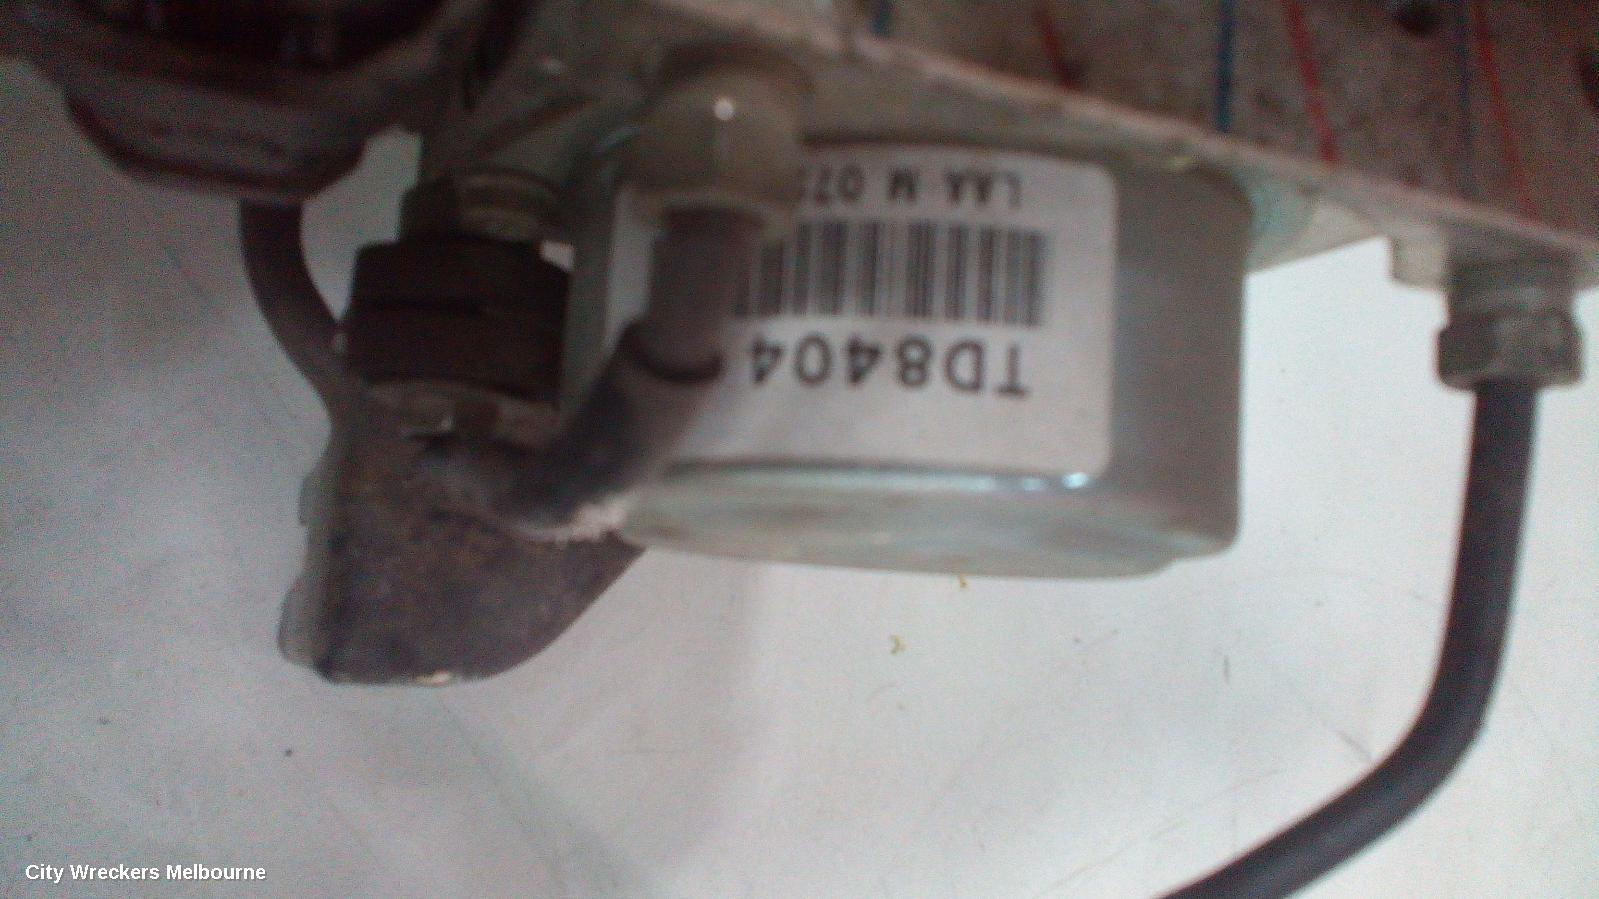 TD8404
LAA M 07
City Wreckers Melbourne